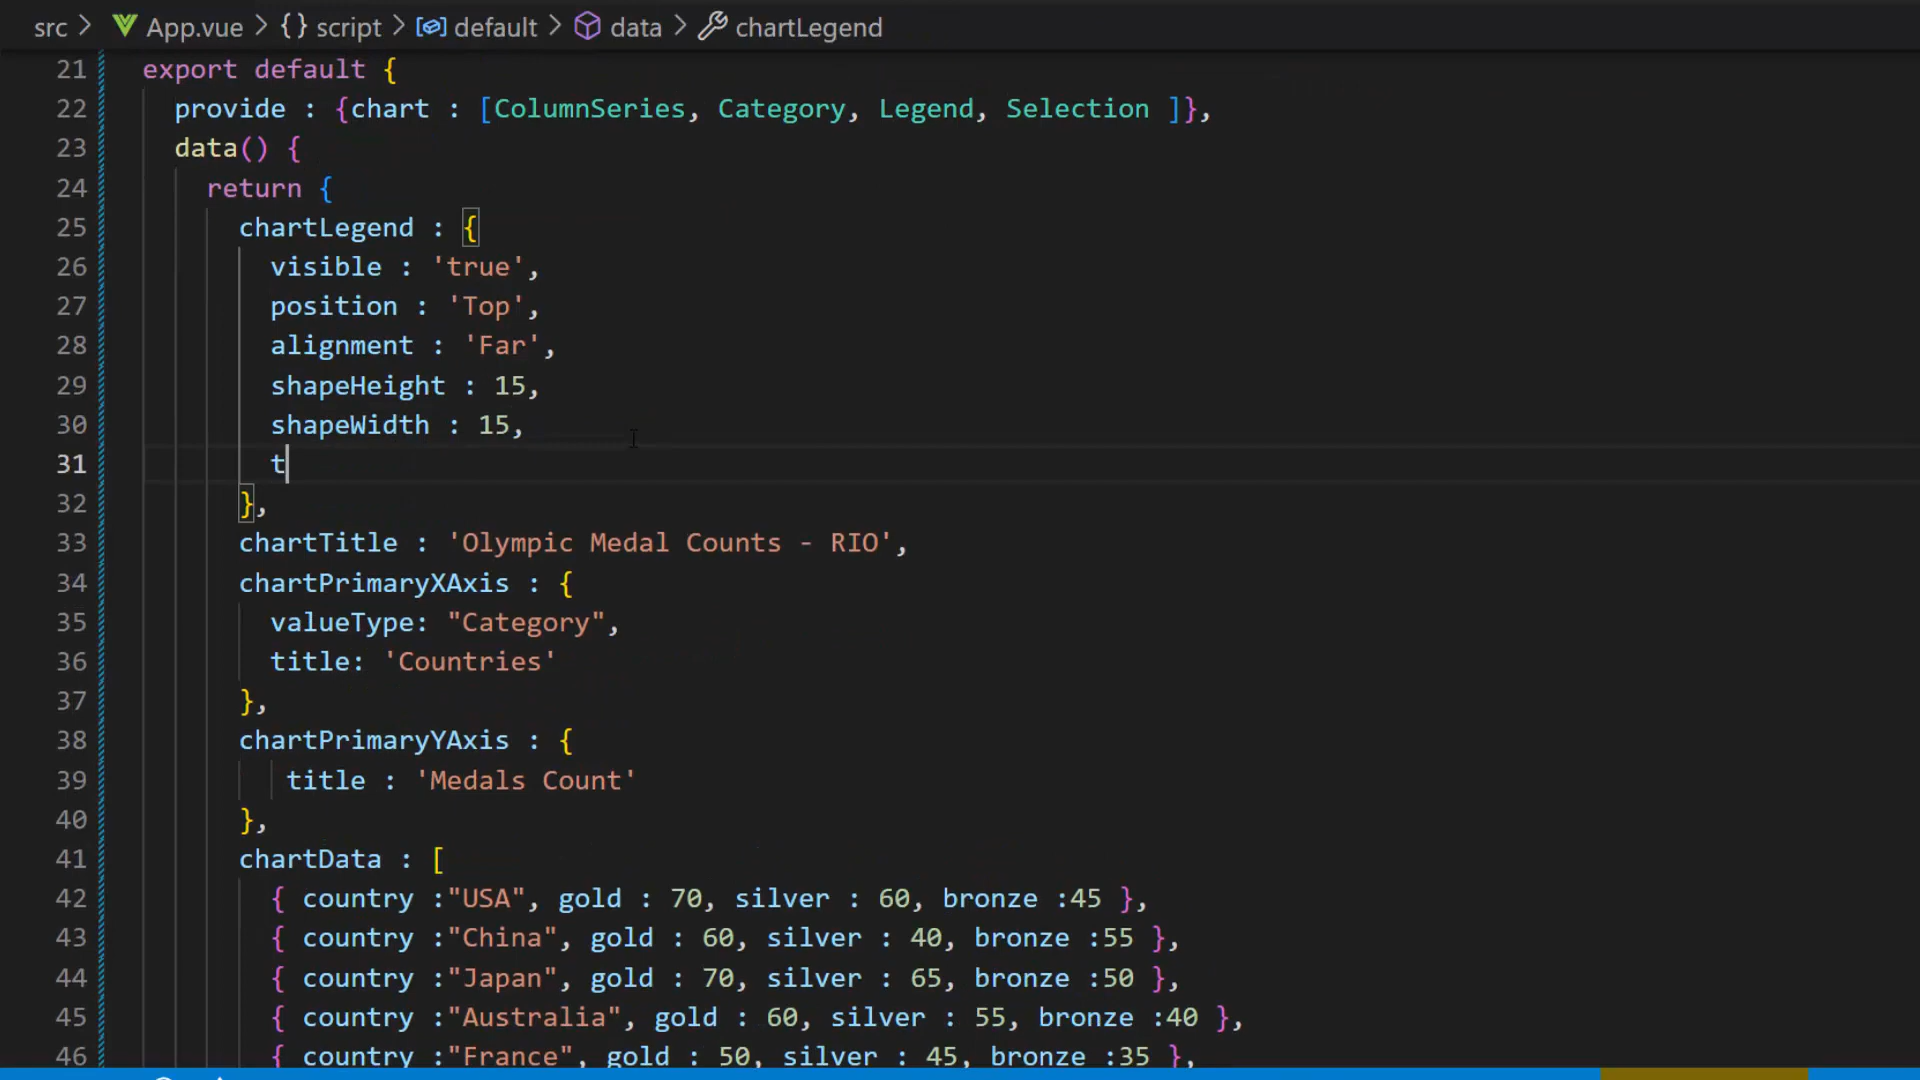 src > App.vue > {} script > default > data > chartLegend
21 export default {
22 provide : {chart : [ColumnSeries, Category, Legend, Selection ]},
23 data() {
24 return {
25 chartLegend : {
26 visible : 'true',
27 position : 'Top',
28 alignment : 'Far',
29 shapeHeight : 15,
30 shapeWidth : 15,
31 t
32 },
33 chartTitle : 'Olympic Medal Counts - RIO',
34 chartPrimaryXAxis : {
35 valueType: "Category",
36 title: 'Countries'
37 },
38 chartPrimaryYAxis : {
39 title : 'Medals Count'
40 },
41 chartData : [
42 { country :"USA", gold : 70, silver : 60, bronze :45 },
43 { country :"China", gold : 60, silver : 40, bronze :55 },
44 { country :"Japan", gold : 70, silver : 65, bronze :50 },
45 { country :"Australia", gold : 60, silver : 55, bronze :40 },
46 { country :"France", gold : 50, silver : 45, bronze :35 },